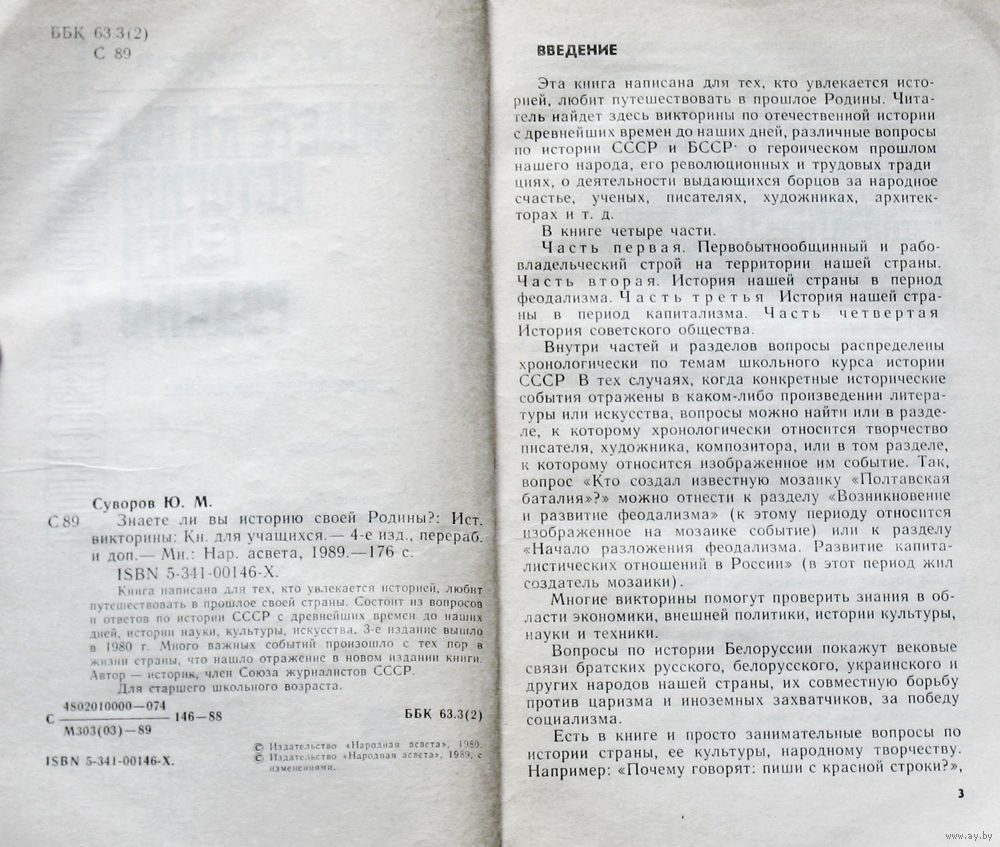 ББК 63.3(2)
С 89
Суворов Ю. М.
С89 Знаете ли вы историю своей Родины?: Ист.
викторины: Кн. для учащихся.— 4-е изд., перераб.
и доп.— Мн.: Нар. асвета, 1989.—176 с.
ISBN 5-341-00146-X.
Книга написана для тех, кто увлекается историей, любит
путешествовать в прошлое своей страны. Состоит из вопросов
и ответов по истории СССР с древнейших времен до наших
дней, истории науки, культуры, искусства. 3-е издание вышло
в 1980 г. Много важных событий произошло с тех пор в
жизни страны, что нашло отражение в новом издании книги.
Автор — историк, член Союза журналистов СССР.
Для старшего школьного возраста.
4802010000—074
С 146—88
М303(03)—89
ББК 63.3(2)
ISBN 5-341-00146-X.
© Издательство «Народная асвета», 1980.
© Издательство «Народная асвета», 1989, с
изменениями.
ВВЕДЕНИЕ
Эта книга написана для тех, кто увлекается исто-
рией, любит путешествовать в прошлое Родины. Чита-
тель найдет здесь викторины по отечественной истории
с древнейших времен до наших дней, различные вопросы
по истории СССР и БССР о героическом прошлом
нашего народа, его революционных и трудовых тради
циях, о деятельности выдающихся борцов за народное
счастье, ученых, писателях, художниках, архитек-
торах и т. д.
В книге четыре части.
Часть первая. Первобытнообщинный и рабо-
владельческий строй на территории нашей страны.
Часть вторая. История нашей страны в период
феодализма. Часть третья История нашей стра-
ны в период капитализма. Часть четвертая
История советского общества.
Внутри частей и разделов вопросы распределены
хронологически по темам школьного курса истории
СССР В тех случаях, когда конкретные исторические
события отражены в каком-либо произведении литера-
туры или искусства, вопросы можно найти или в разде-
ле, к которому хронологически относится творчество
писателя, художника, композитора, или в том разделе,
к которому относится изображенное им событие. Так,
вопрос «Кто создал известную мозаику «Полтавская
баталия»?» можно отнести к разделу «Возникновение
и развитие феодализма» (к этому периоду относится
изображенное на мозаике событие) или к разделу
«Начало разложения феодализма. Развитие капита-
листических отношений в России» (в этот период жил
создатель мозаики).
Многие викторины помогут проверить знания в об-
ласти экономики, внешней политики, истории культуры,
науки и техники.
Вопросы по истории Белоруссии покажут вековые
связи братских русского, белорусского, украинского и
других народов нашей страны, их совместную борьбу
против царизма и иноземных захватчиков, за победу
социализма.
Есть в книге и просто занимательные вопросы по
истории страны, ее культуры, народному творчеству.
Например: «Почему говорят: пиши с красной строки?»,
3
www.ay.by